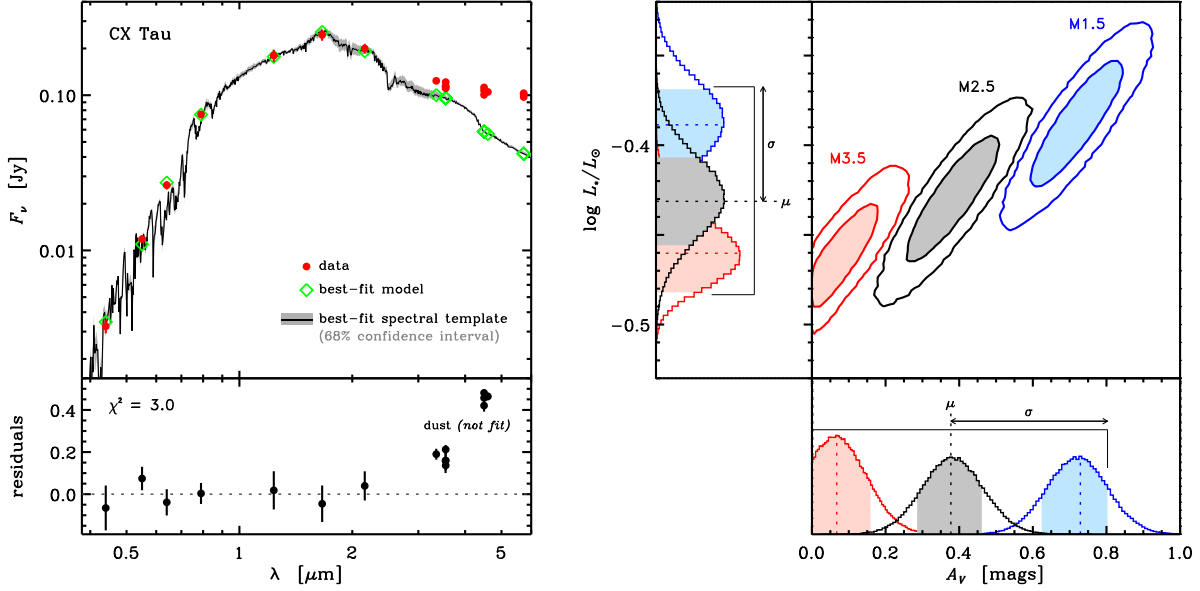 CX Tau
F_ν [Jy]
0.10
0.01
data
best-fit model
best-fit spectral template
(68% confidence interval)
χ² = 3.0
dust (not fit)
residuals
0.4
0.2
0.0
0.5
1
2
5
λ [μm]
log L_*/L_⊙
-0.4
-0.5
σ
μ
M1.5
M2.5
M3.5
μ
σ
0.0
0.2
0.4
0.6
0.8
1.0
A_V [mags]